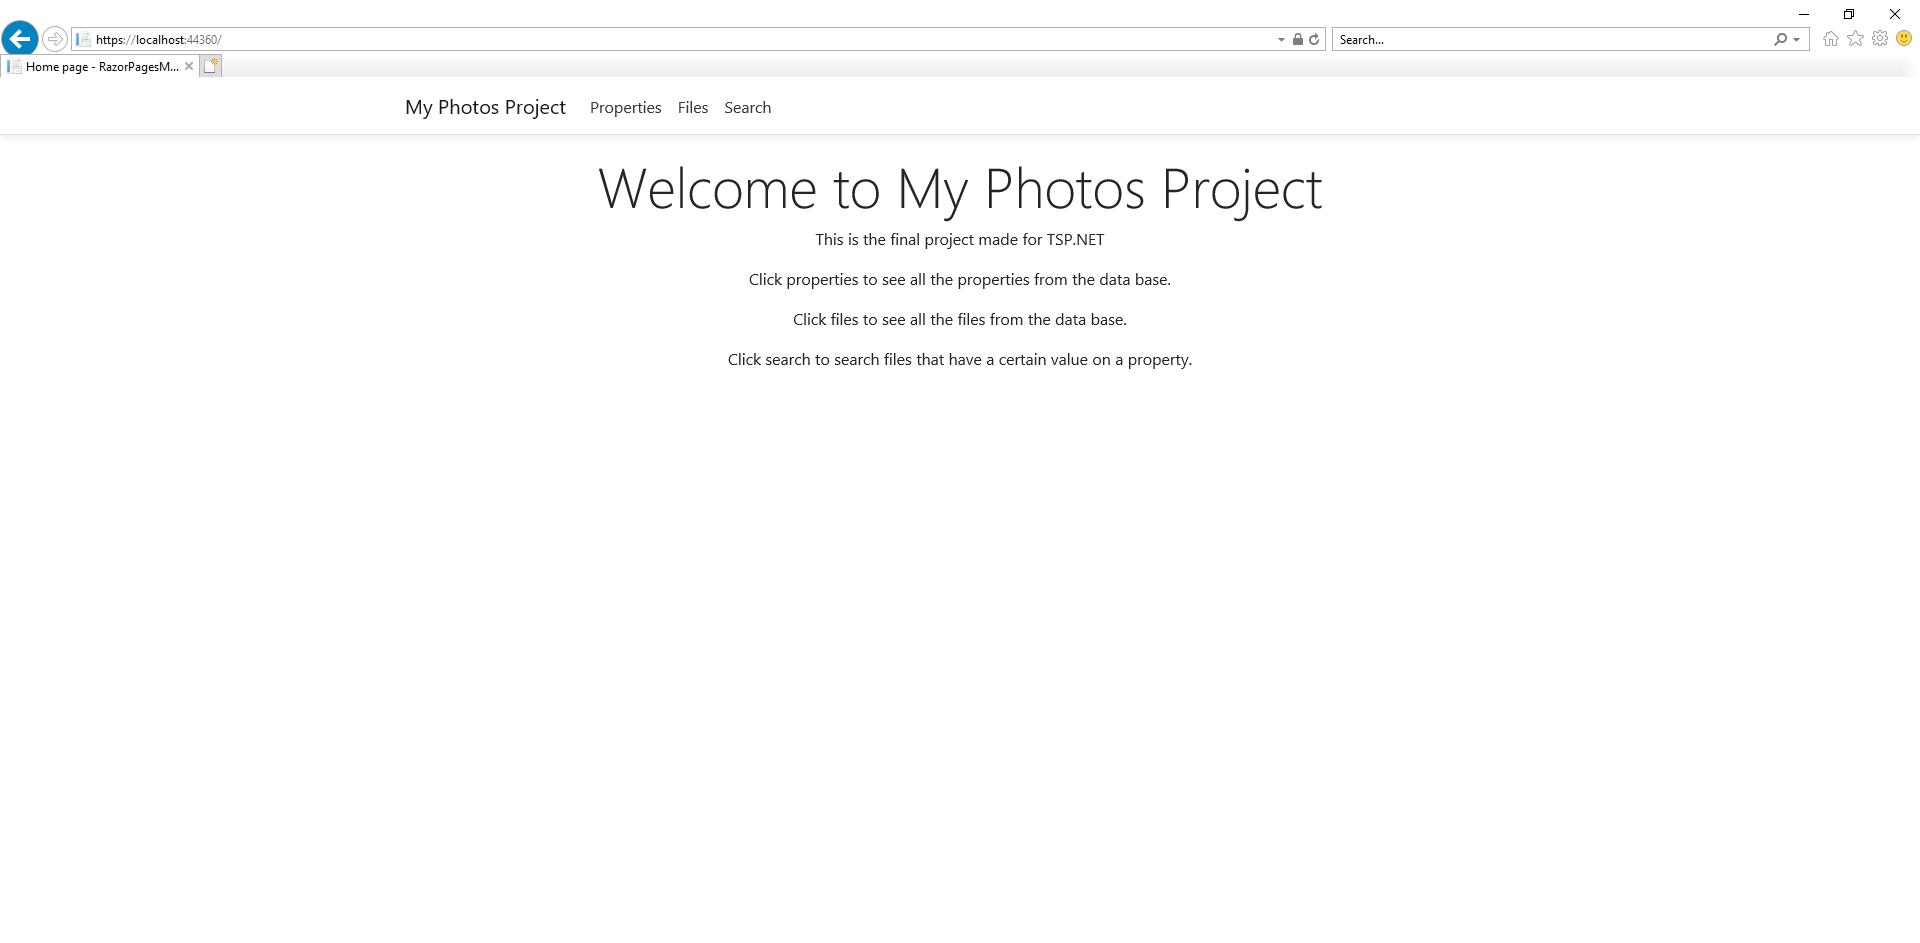 https://localhost:44360/
Search...
Home page - RazorPagesM...
My Photos Project Properties Files Search
Welcome to My Photos Project
This is the final project made for TSP.NET
Click properties to see all the properties from the data base.
Click files to see all the files from the data base.
Click search to search files that have a certain value on a property.